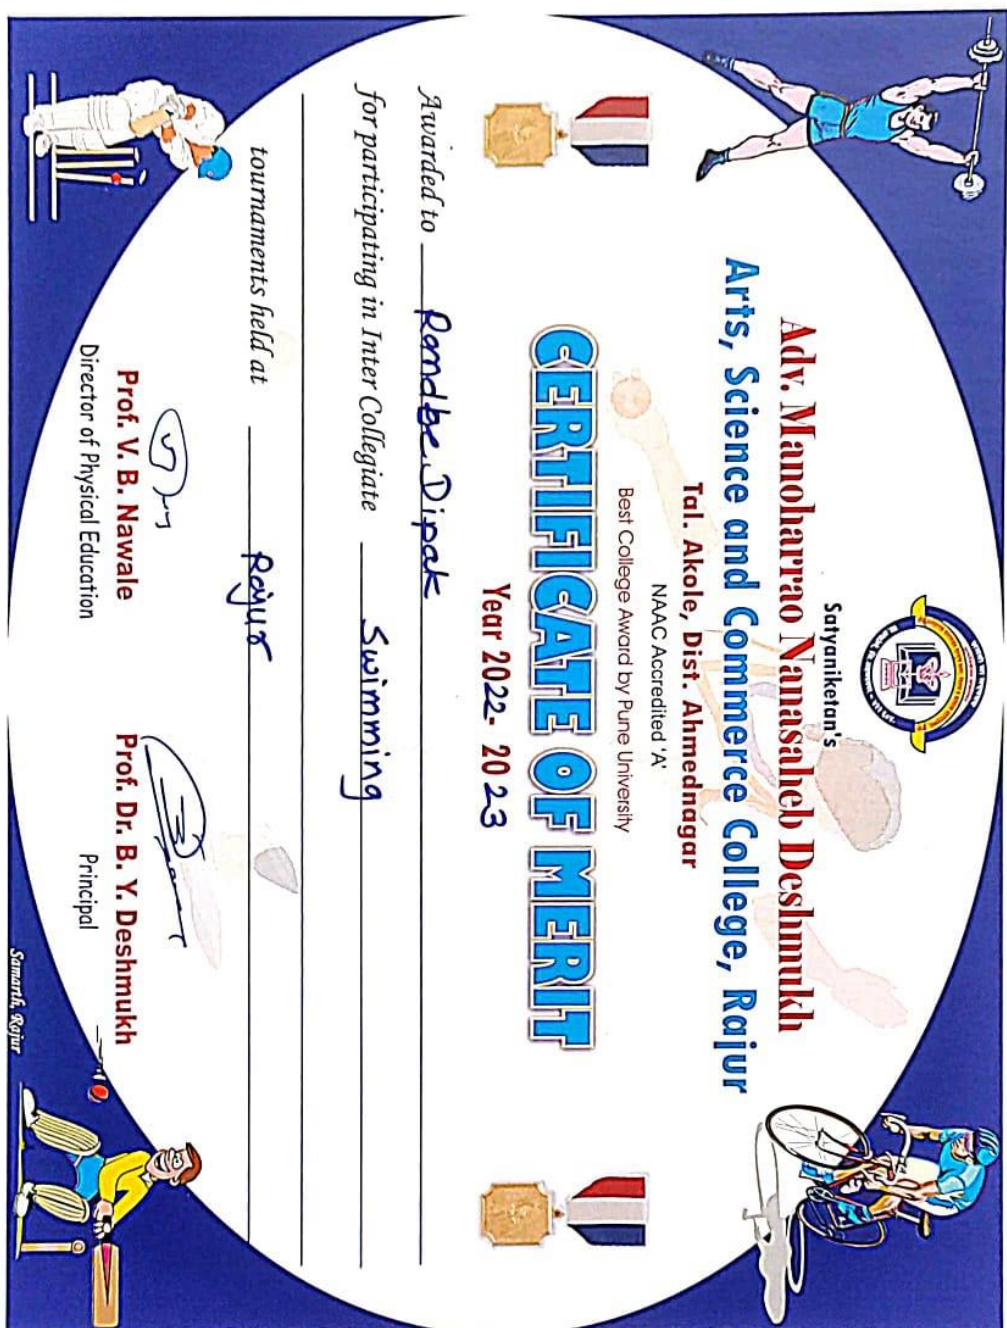 Satyaniketan's
Adv. Manoharrao Nanasaheb Deshmukh
Arts, Science and Commerce College, Rajur
Tal. Akole, Dist. Ahmednagar
NAAC Accredited 'A'
Best College Award by Pune University
CERTIFICATE OF MERIT
Year 2022- 2023
Awarded to Rondhe. Dipak
for participating in Inter Collegiate Swimming
tournaments held at Rajur
Prof. V. B. Nawale
Director of Physical Education
Prof. Dr. B. Y. Deshmukh
Principal
Samarth, Rajur